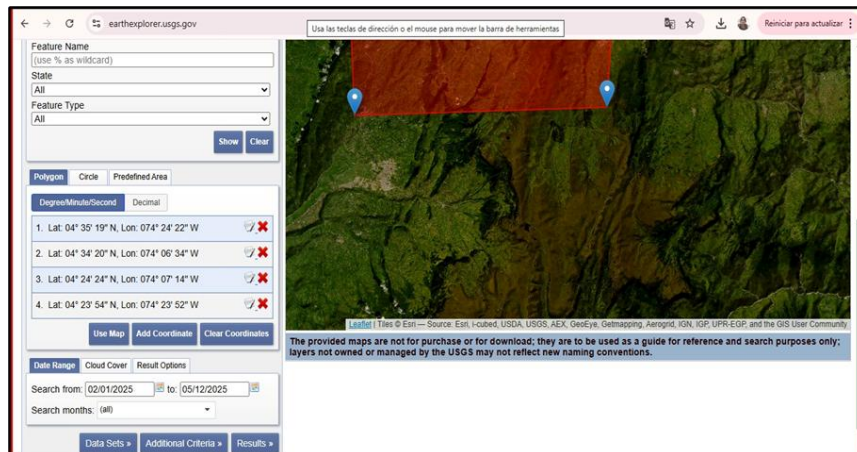 earthexplorer.usgs.gov
Usa las teclas de dirección o el mouse para mover la barra de herramientas
Reiniciar para actualizar
Feature Name
(use % as wildcard)
State
All
Feature Type
All
Show Clear
Polygon Circle Predefined Area
Degree/Minute/Second Decimal
1. Lat: 04° 35' 19" N, Lon: 074° 24' 22" W
2. Lat: 04° 34' 20" N, Lon: 074° 06' 34" W
3. Lat: 04° 24' 24" N, Lon: 074° 07' 14" W
4. Lat: 04° 23' 54" N, Lon: 074° 23' 52" W
Use Map Add Coordinate Clear Coordinates
Leaflet | Tiles © Esri — Source: Esri, i-cubed, USDA, USGS, AEX, GeoEye, Getmapping, Aerogrid, IGN, IGP, UPR-EGP, and the GIS User Community
The provided maps are not for purchase or for download; they are to be used as a guide for reference and search purposes only;
layers not owned or managed by the USGS may not reflect new naming conventions.
Date Range Cloud Cover Result Options
Search from: 02/01/2025 to: 05/12/2025
Search months: (all)
Data Sets » Additional Criteria » Results »